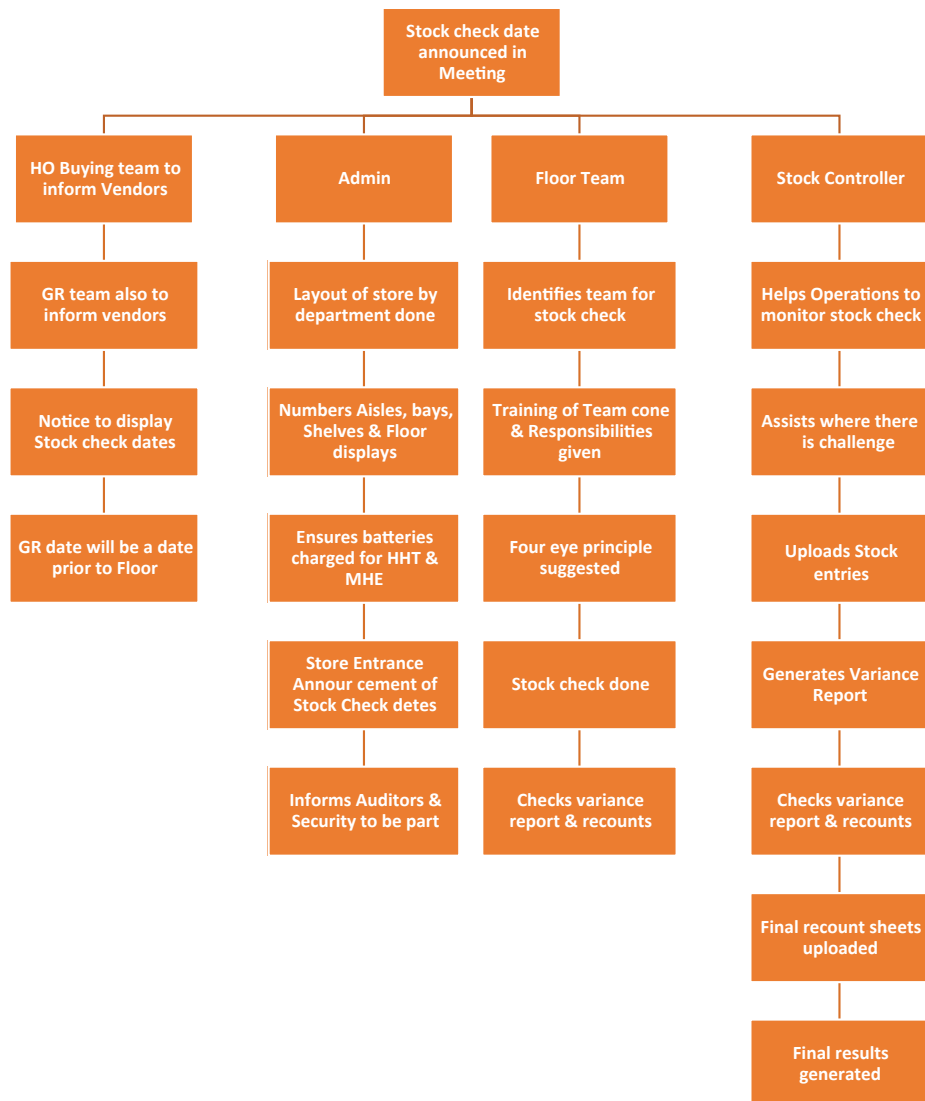 Stock check date
announced in
Meeting
HO Buying team to
inform Vendors
GR team also to
inform vendors
Notice to display
Stock check dates
GR date will be a date
prior to Floor
Admin
Layout of store by
department done
Numbers Aisles, bays,
Shelves & Floor
displays
Ensures batteries
charged for HHT &
MHE
Store Entrance
Annour cement of
Stock Check detes
Informs Auditors &
Security to be part
Floor Team
Identifies team for
stock check
Training of Team cone
& Responsibilities
given
Four eye principle
suggested
Stock check done
Checks variance
report & recounts
Stock Controller
Helps Operations to
monitor stock check
Assists where there
is challenge
Uploads Stock
entries
Generates Variance
Report
Checks variance
report & recounts
Final recount sheets
uploaded
Final results
generated